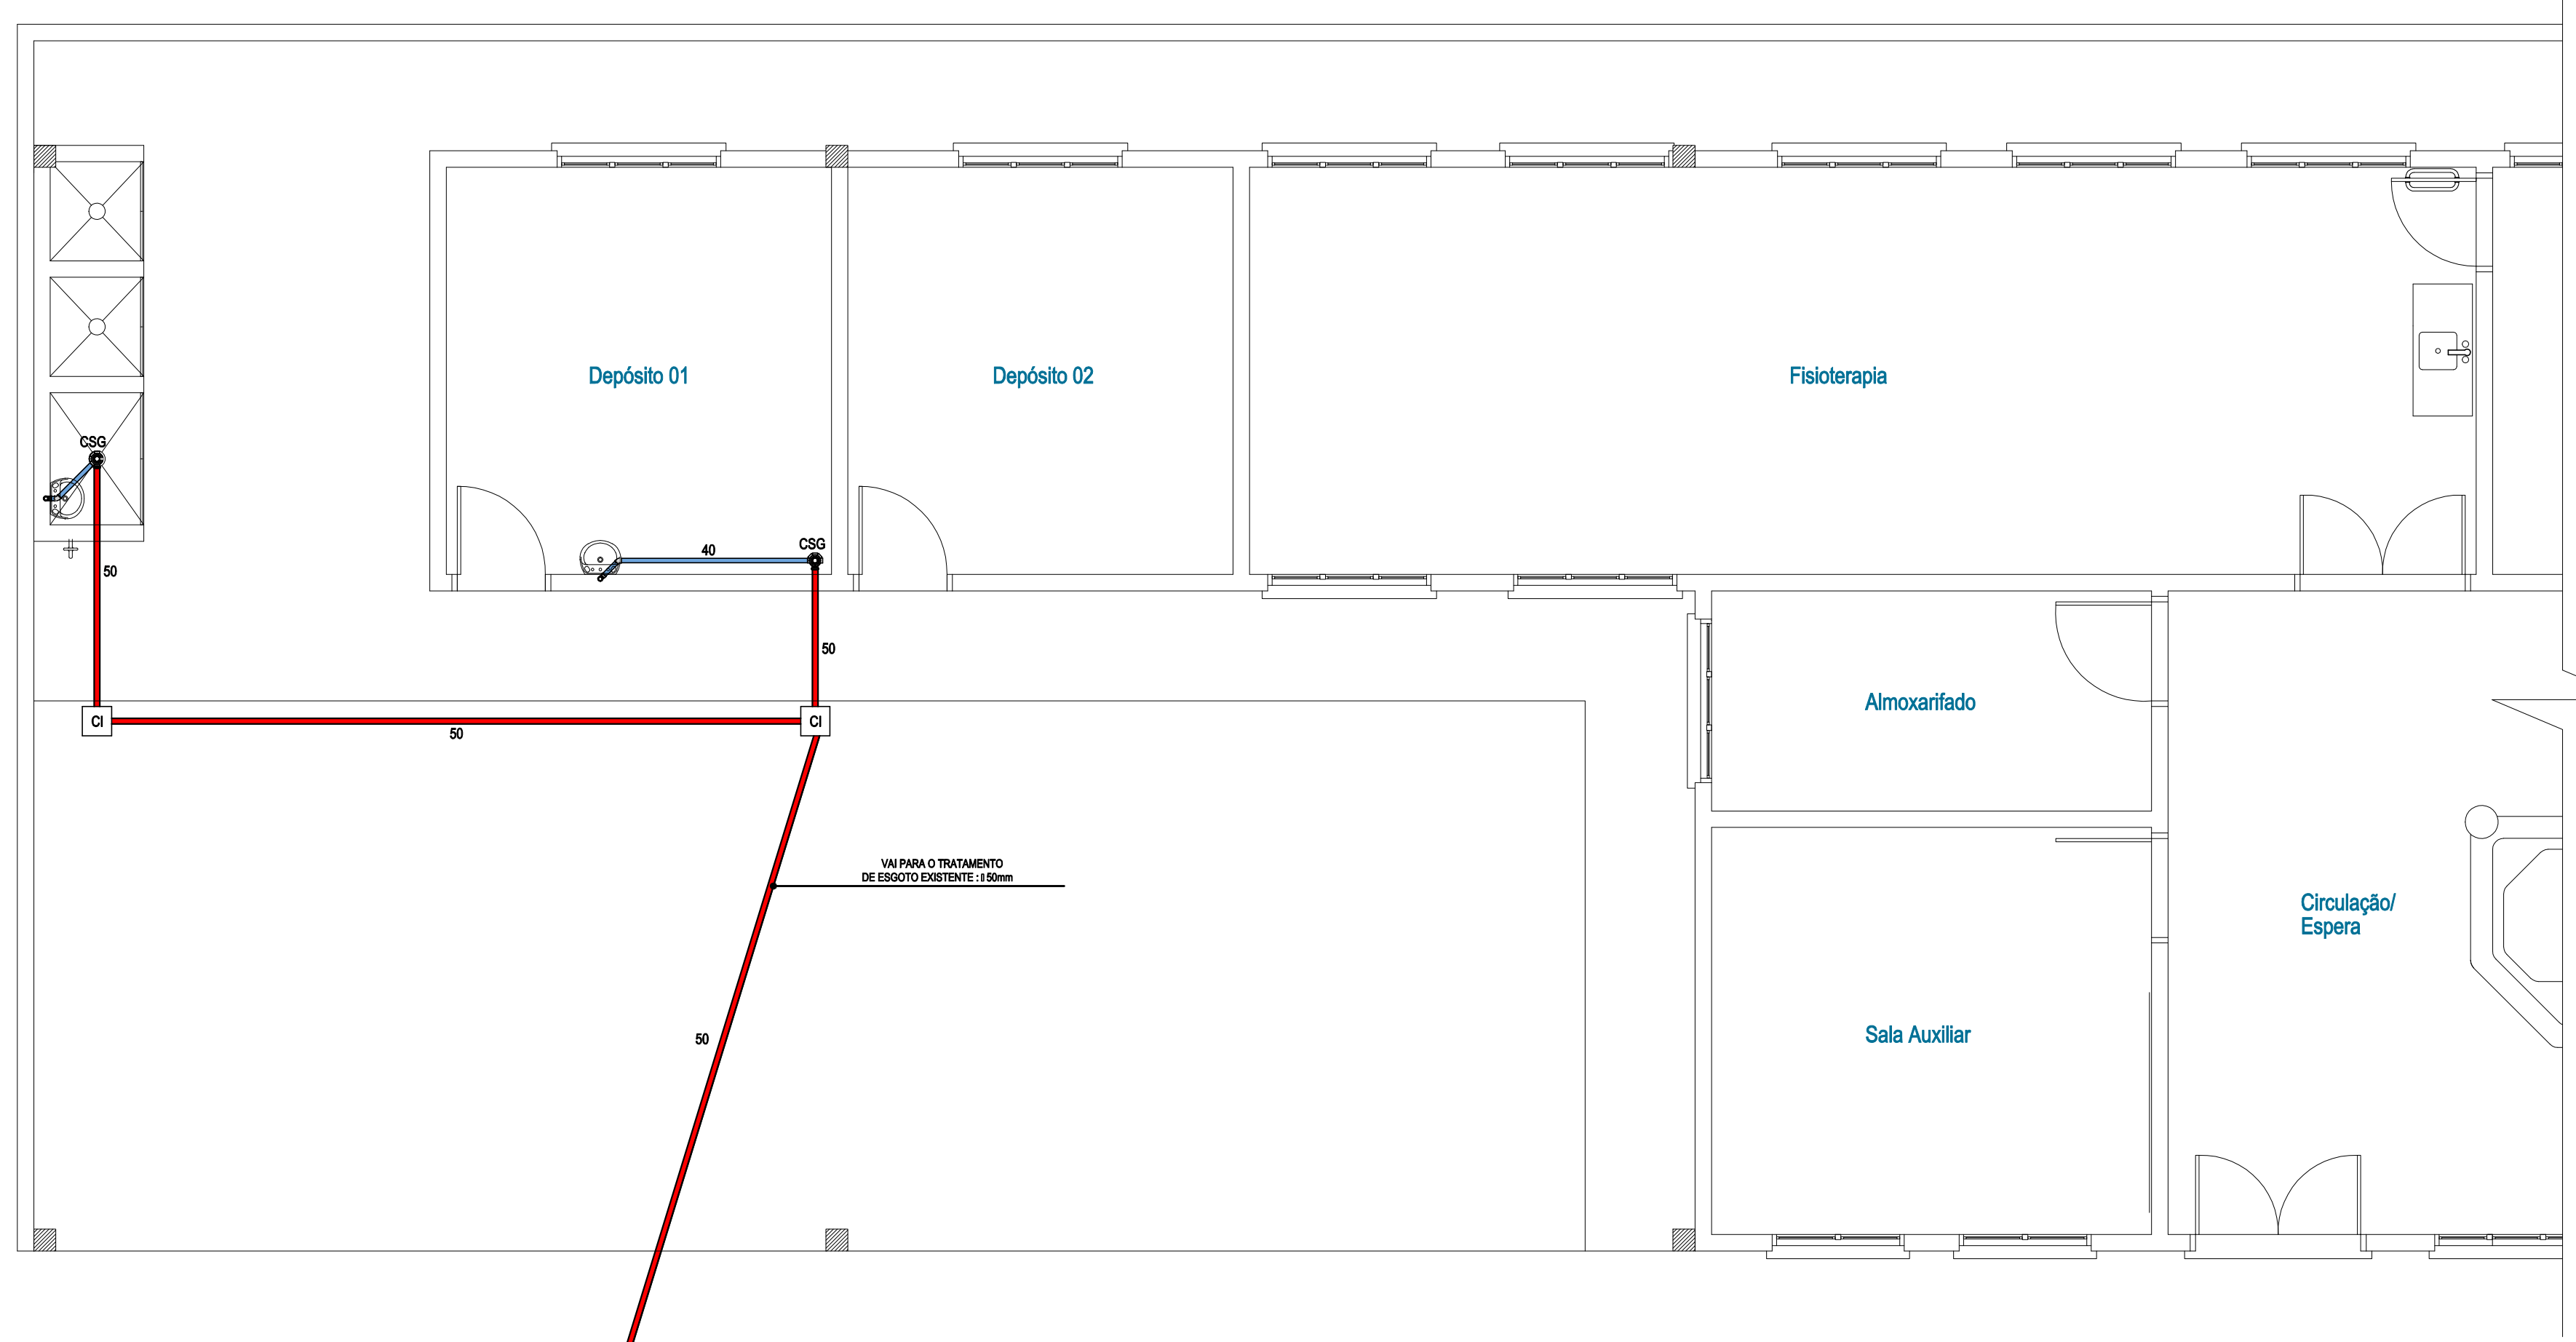 Depósito 01
Depósito 02
Fisioterapia
CSG
40
CSG
50
50
Almoxarifado
CI
CI
50
VAI PARA O TRATAMENTO
DE ESGOTO EXISTENTE : ▯ 50mm
Circulação/
Espera
50
Sala Auxiliar